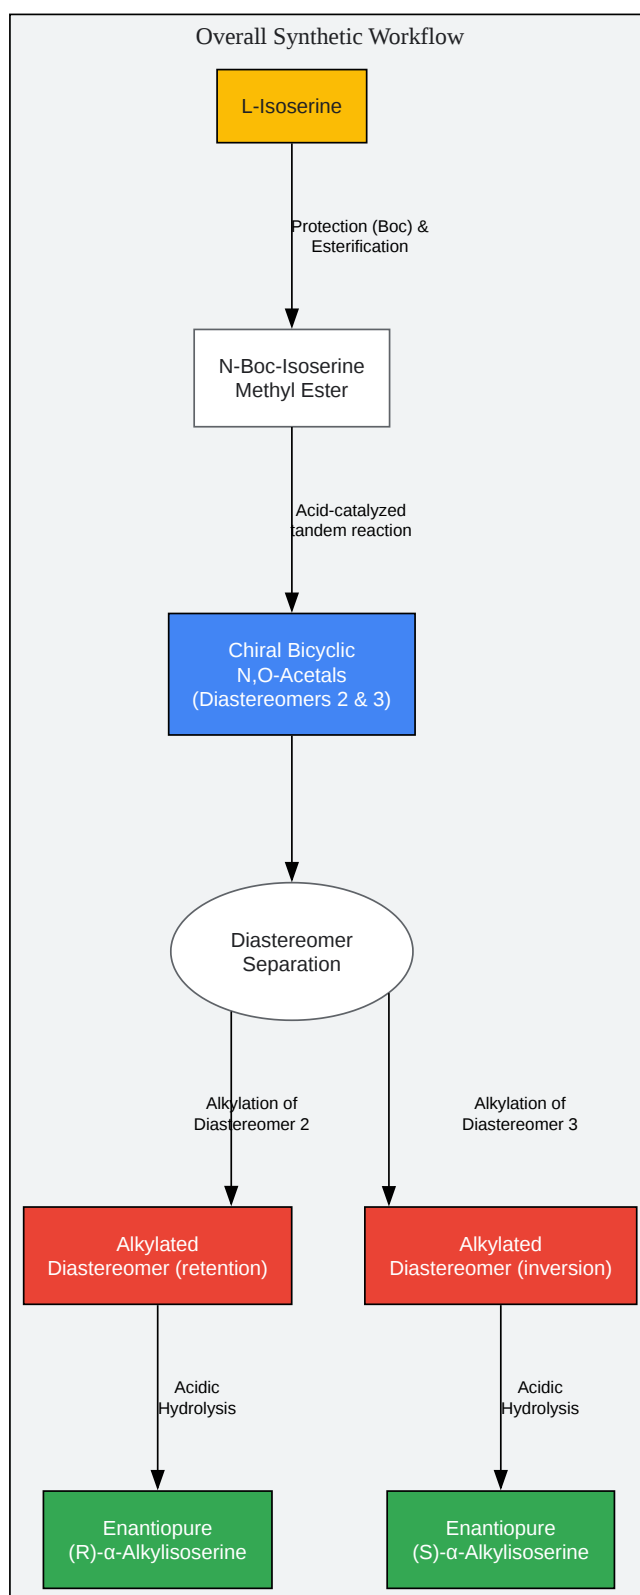 Overall Synthetic Workflow
L-Isoserine
Protection (Boc) &
Esterification
N-Boc-Isoserine
Methyl Ester
Acid-catalyzed
tandem reaction
Chiral Bicyclic
N,O-Acetals
(Diastereomers 2 & 3)
Diastereomer
Separation
Alkylation of
Diastereomer 2
Alkylation of
Diastereomer 3
Alkylated
Diastereomer (retention)
Alkylated
Diastereomer (inversion)
Acidic
Hydrolysis
Acidic
Hydrolysis
Enantiopure
(R)-α-Alkylisoserine
Enantiopure
(S)-α-Alkylisoserine